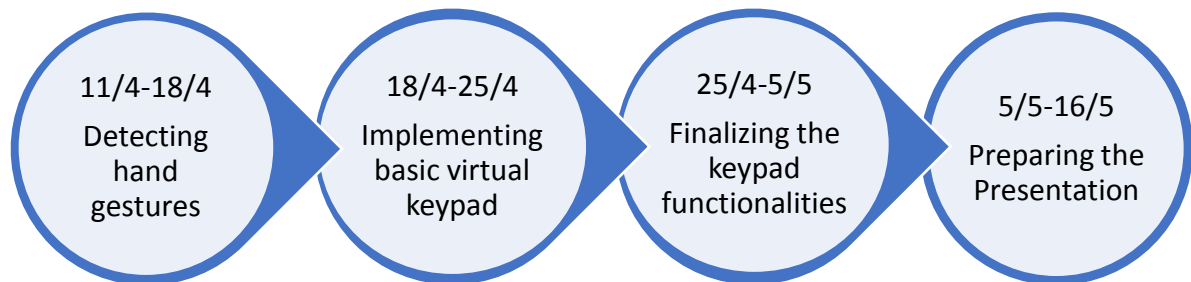 11/4-18/4
Detecting
hand
gestures
18/4-25/4
Implementing
basic virtual
keypad
25/4-5/5
Finalizing the
keypad
functionalities
5/5-16/5
Preparing the
Presentation